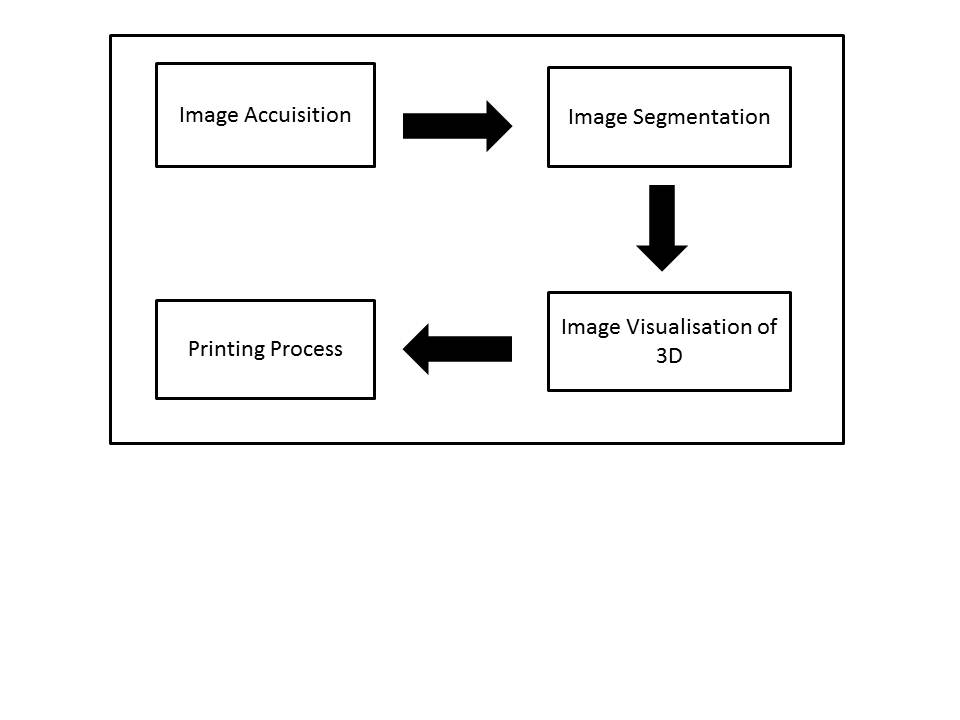 Image Accuisition
Image Segmentation
Image Visualisation of
3D
Printing Process